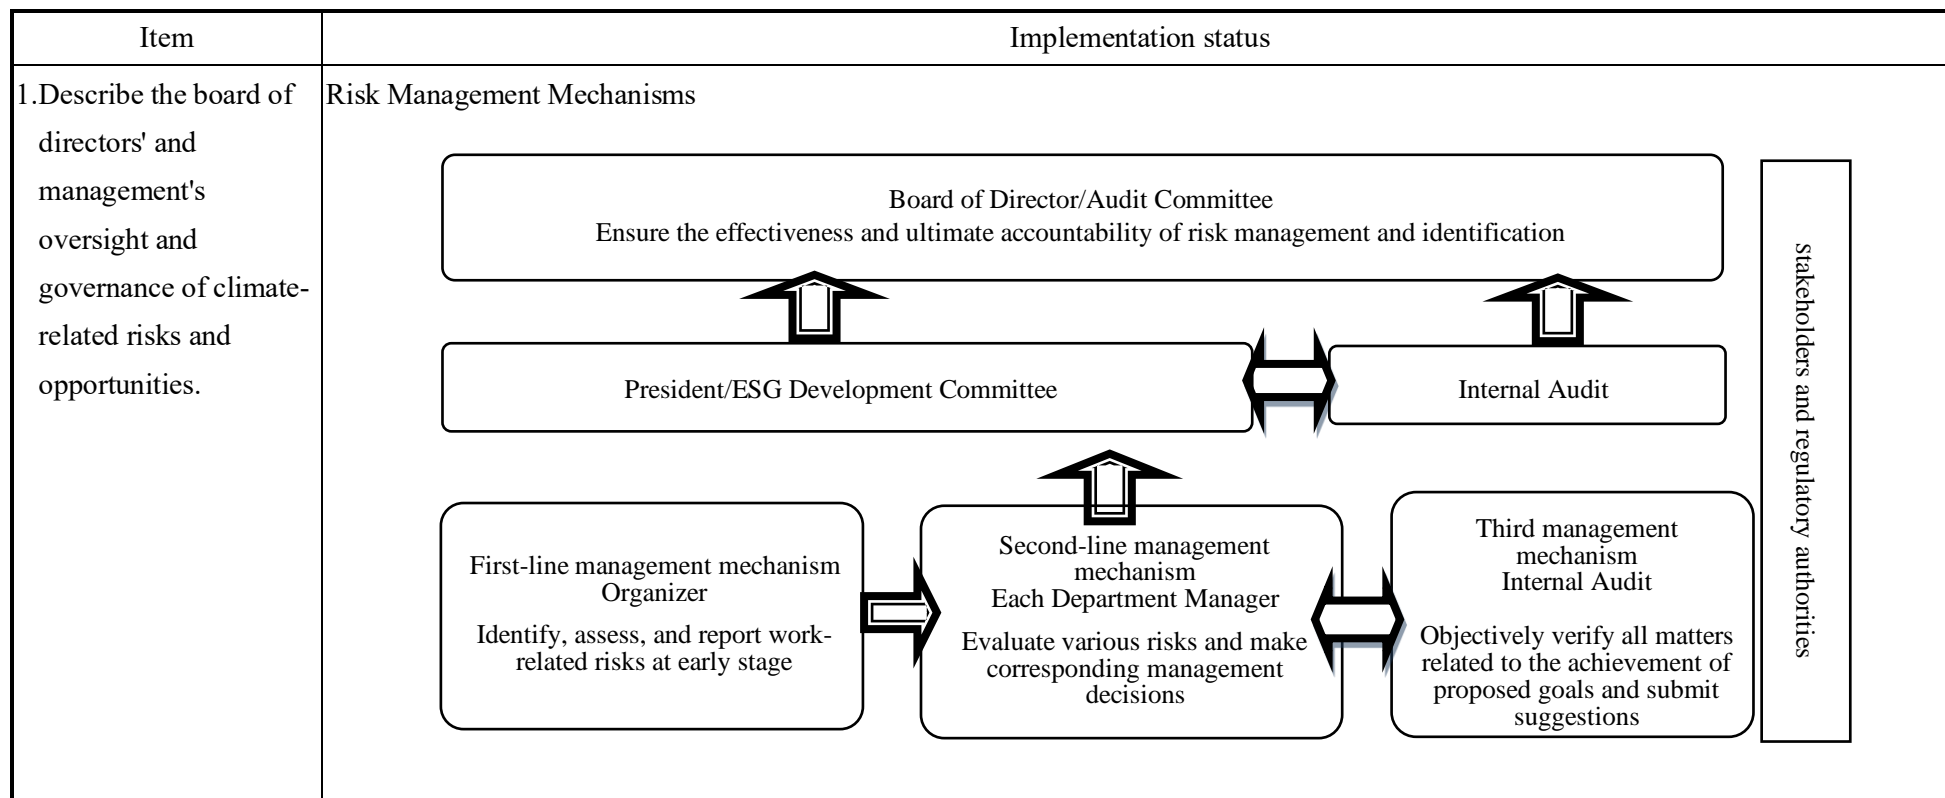 Item
Implementation status
1.Describe the board of
directors' and
management's
oversight and
governance of climate-
related risks and
opportunities.
Risk Management Mechanisms
Board of Director/Audit Committee
Ensure the effectiveness and ultimate accountability of risk management and identification
President/ESG Development Committee
Internal Audit
First-line management mechanism
Organizer
Identify, assess, and report work-
related risks at early stage
Second-line management
mechanism
Each Department Manager
Evaluate various risks and make
corresponding management
decisions
Third management
mechanism
Internal Audit
Objectively verify all matters
related to the achievement of
proposed goals and submit
suggestions
stakeholders and regulatory authorities